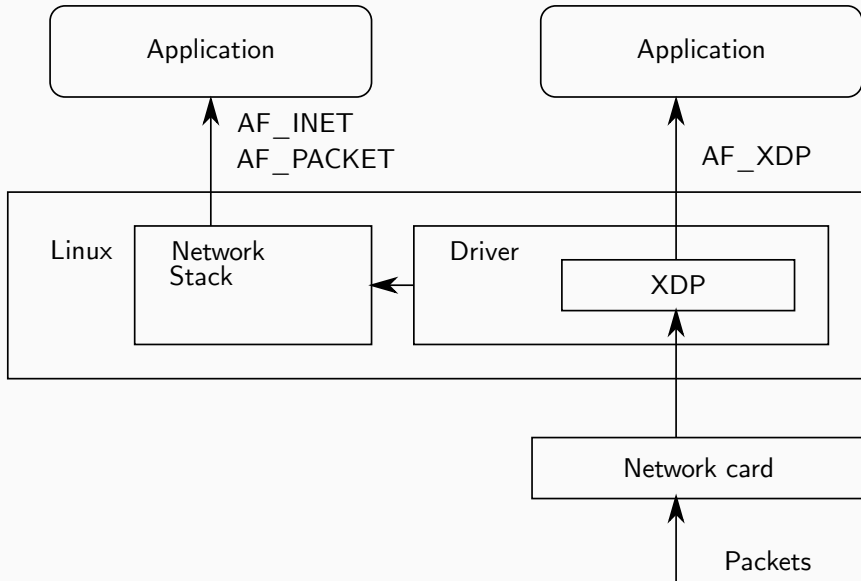 Application
Application
AF_INET
AF_PACKET
AF_XDP
Linux
Network
Stack
Driver
XDP
Network card
Packets